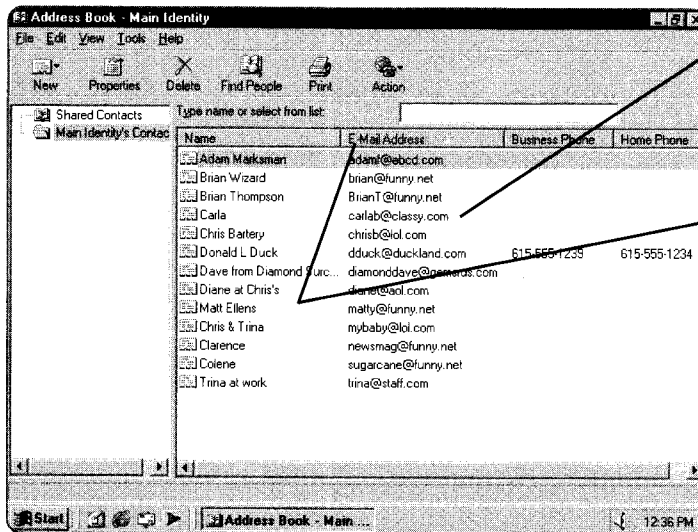 Address Book - Main Identity
File Edit View Tools Help
New Properties Delete Find People Print Action
Shared Contacts
Main Identity's Contac
Type name or select from list:
Name E-Mail Address Business Phone Home Phone
Adam Marksman adamf@abcd.com
Brian Wizard brian@funny.net
Brian Thompson BrianT@funny.net
Carla carlab@classy.com
Chris Bartery chrisb@iol.com
Donald L Duck dduck@duckland.com 615-555-1239 615-555-1234
Dave from Diamond Surc... diamonddave@gemsrds.com
Diane at Chris's @aol.com
Matt Ellens matty@funny.net
Chris & Trina mybaby@loi.com
Clarence newsmag@funny.net
Colene sugarcane@funny.net
Trina at work trina@staff.com
Start Address Book - Main ... 12:36 PM